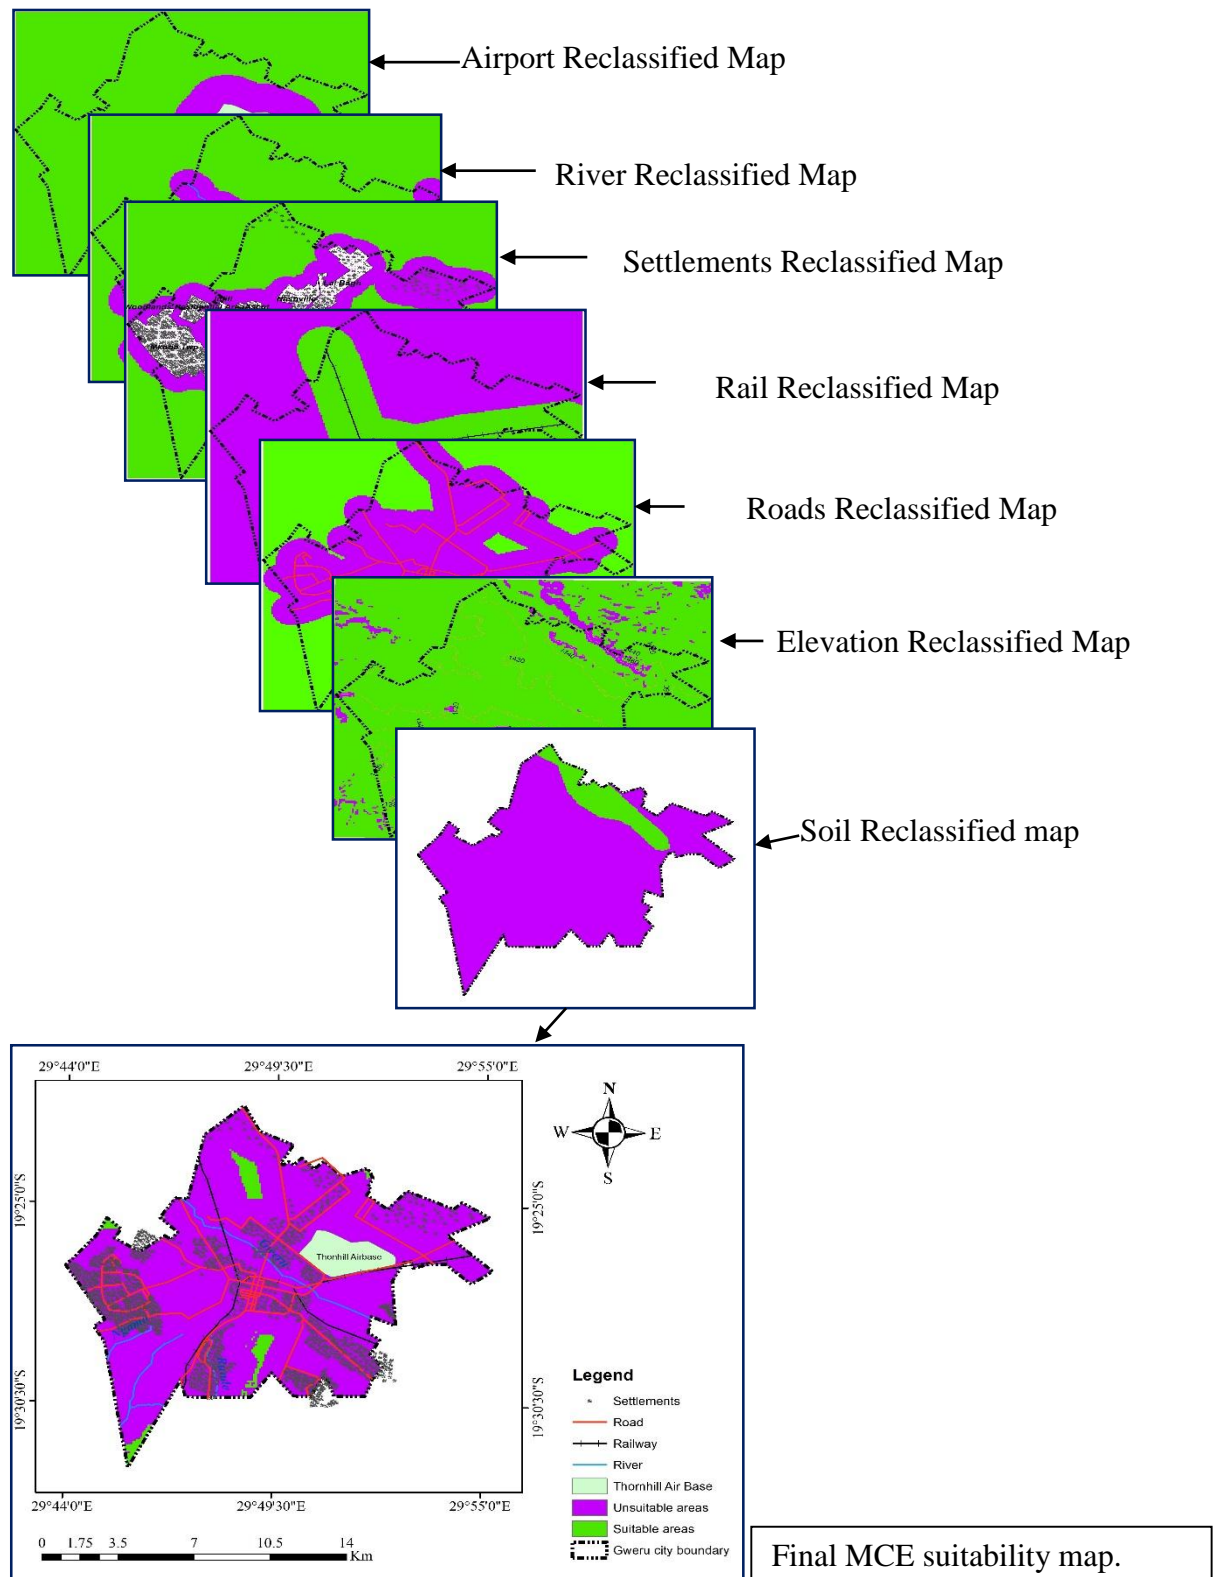 Airport Reclassified Map
River Reclassified Map
Settlements Reclassified Map
Rail Reclassified Map
Roads Reclassified Map
Elevation Reclassified Map
1420
Soil Reclassified map
29°44'0"E 29°49'30"E 29°55'0"E
N
W E
S
19°25'0"S 19°25'0"S
Thornhill Airbase
19°30'30"S 19°30'30"S
Legend
Settlements
Road
Railway
River
Thornhill Air Base
Unsuitable areas
Suitable areas
Gweru city boundary
29°44'0"E 29°49'30"E 29°55'0"E
0 1.75 3.5 7 10.5 14
Km
Final MCE suitability map.